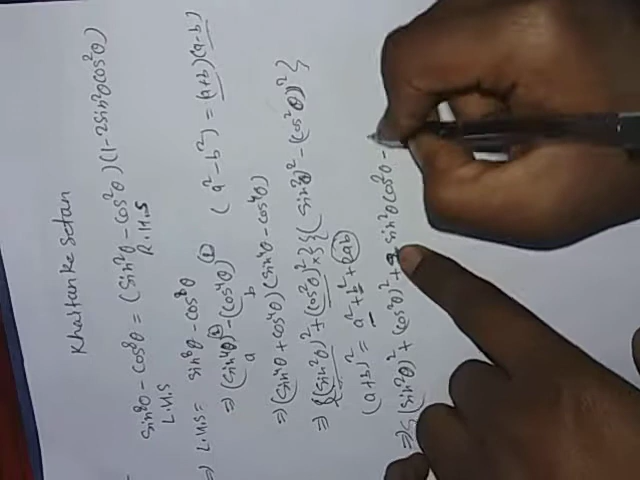 Khaitan ke Setan
sin⁸θ - cos⁸θ = (sin²θ - cos²θ)(1 - 2sin²θcos²θ)
L.H.S R.H.S
⇒ L.H.S = sin⁸θ - cos⁸θ
⇒ (sin⁴θ)² - (cos⁴θ)² (a² - b²) = (a+b)(a-b)
a b
⇒ (sin⁴θ + cos⁴θ)(sin⁴θ - cos⁴θ)
⇒ {(sin²θ)² + (cos²θ)²}{(sin²θ)² - (cos²θ)²}
(a+b)² = a² + b² + 2ab
⇒ {(sin²θ)² + (cos²θ)² + 2 sin²θ cos²θ -